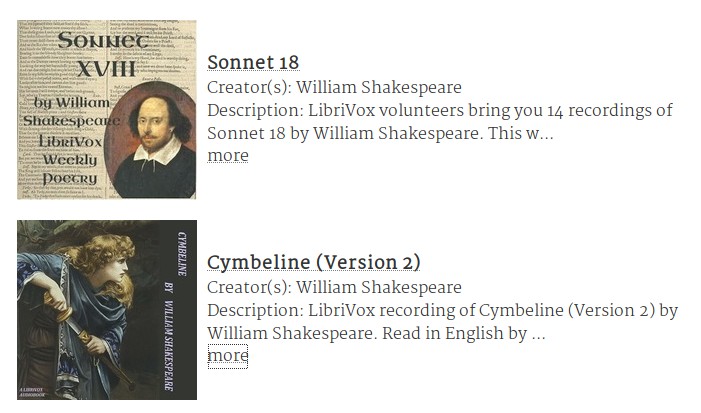 SONNET
XVIII
by William
Shakespeare
LibriVox
Weekly
Poetry
Sonnet 18
Creator(s): William Shakespeare
Description: LibriVox volunteers bring you 14 recordings of
Sonnet 18 by William Shakespeare. This w...
more
CYMBELINE BY WILLIAM SHAKESPEARE
A LIBRIVOX
AUDIOBOOK
Cymbeline (Version 2)
Creator(s): William Shakespeare
Description: LibriVox recording of Cymbeline (Version 2) by
William Shakespeare. Read in English by ...
more